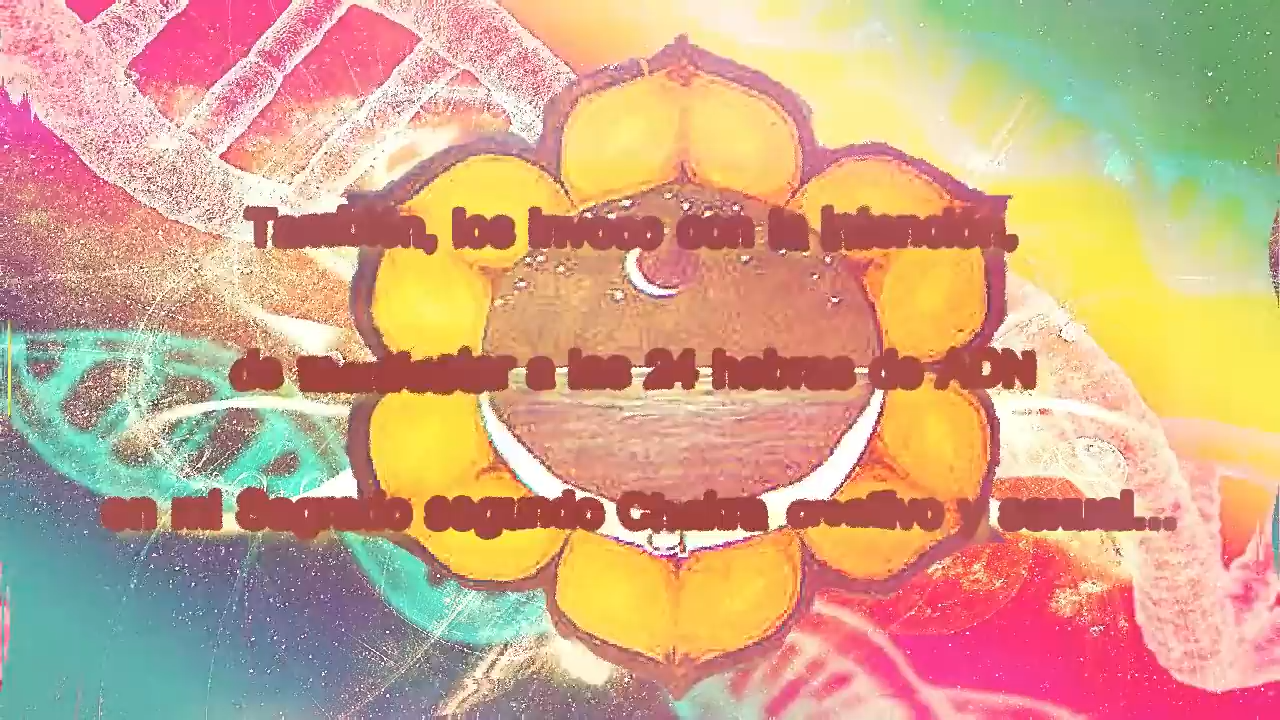 También, los invoco con la intención,
de manifestar a las 24 hebras de ADN
en mi Sagrado segundo Chakra creativo y sexual...